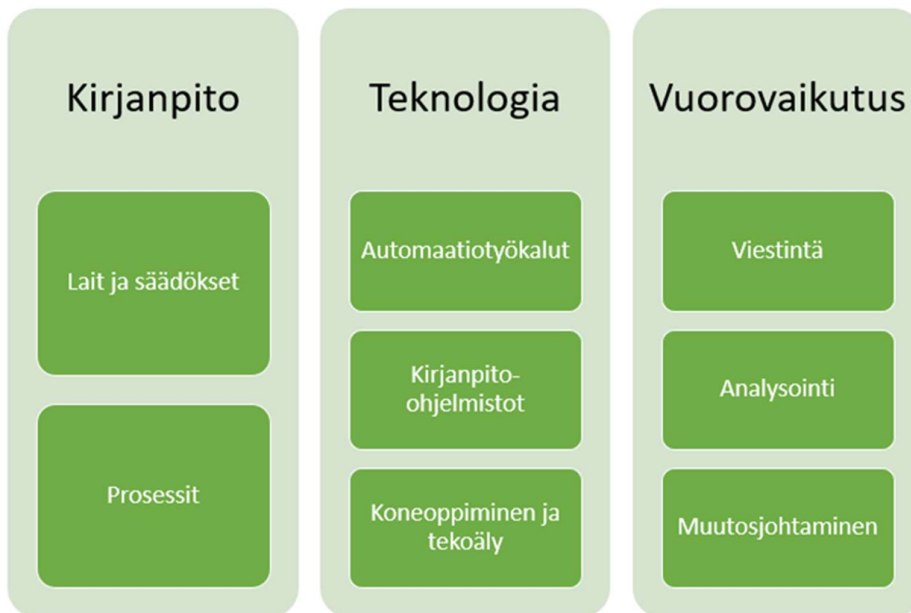 Kirjanpito
Lait ja säädökset
Prosessit
Teknologia
Automaatiotyökalut
Kirjanpito-
ohjelmistot
Koneoppiminen ja
tekoäly
Vuorovaikutus
Viestintä
Analysointi
Muutosjohtaminen